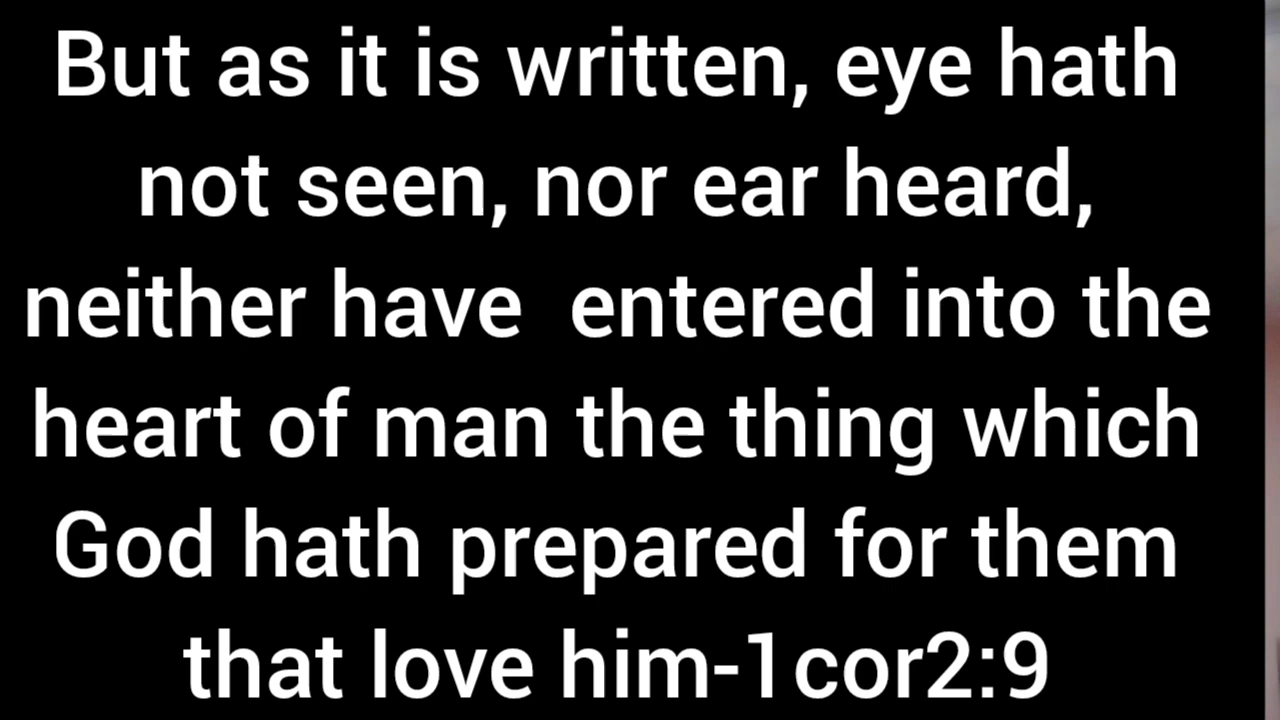 But as it is written, eye hath
not seen, nor ear heard,
neither have  entered into the
heart of man the thing which
God hath prepared for them
that love him-1cor2:9